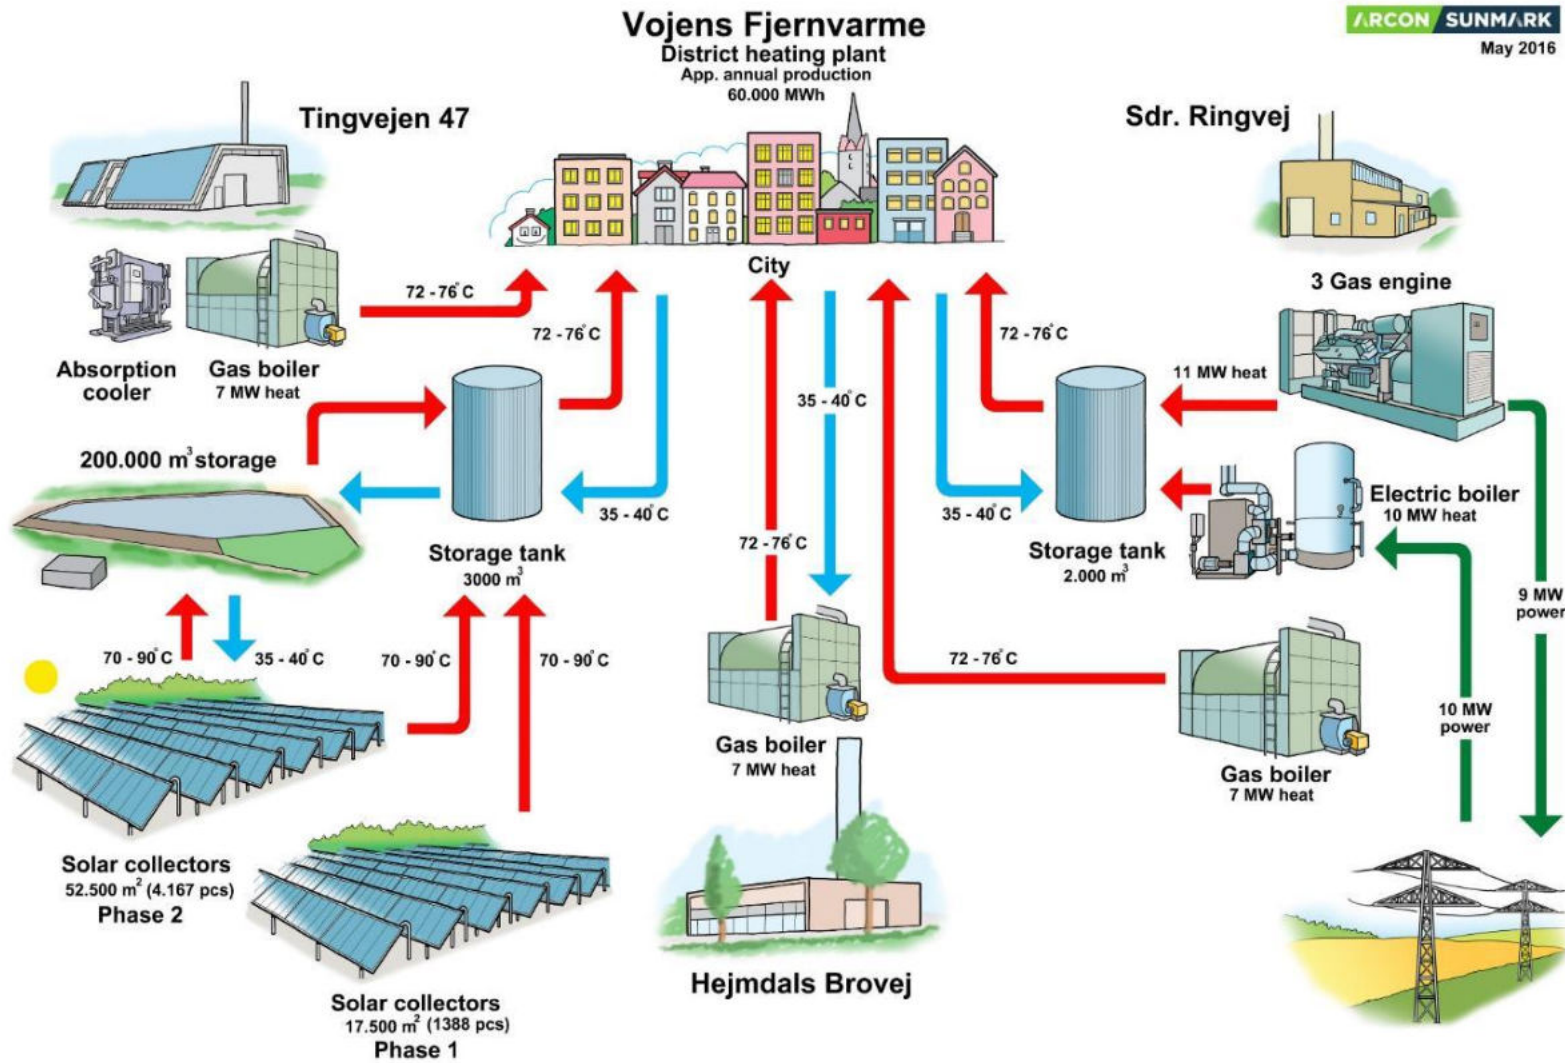 Vojens Fjernvarme
District heating plant
App. annual production
60.000 MWh
ARCON SUNMARK
May 2016
Tingvejen 47
Sdr. Ringvej
City
Absorption
cooler
Gas boiler
7 MW heat
72 - 76°C
72 - 76°C
35 - 40°C
200.000 m³ storage
Storage tank
3000 m³
70 - 90°C
35 - 40°C
70 - 90°C
70 - 90°C
Solar collectors
52.500 m² (4.167 pcs)
Phase 2
Solar collectors
17.500 m² (1388 pcs)
Phase 1
35 - 40°C
72 - 76°C
Gas boiler
7 MW heat
Hejmdals Brovej
72 - 76°C
35 - 40°C
Storage tank
2.000 m³
3 Gas engine
11 MW heat
Electric boiler
10 MW heat
9 MW
power
10 MW
power
72 - 76°C
Gas boiler
7 MW heat